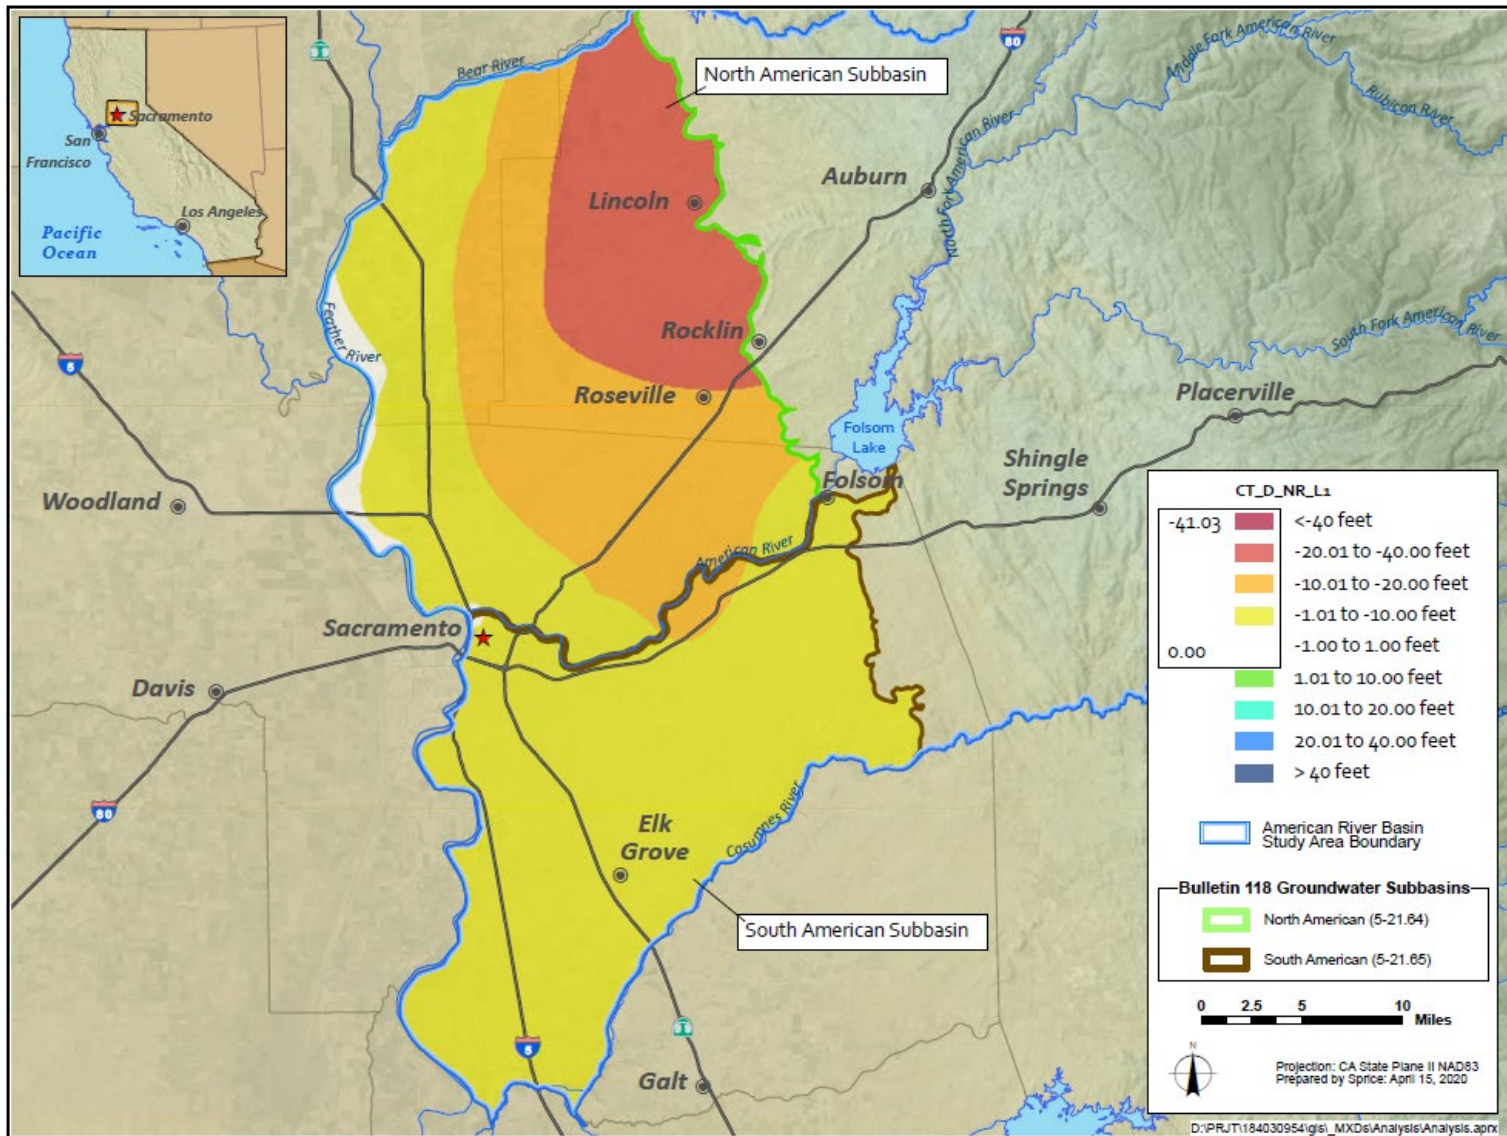 Sacramento
San
Francisco
Los Angeles
Pacific
Ocean
99
Bear River
80
Middle Fork American River
Rubicon River
North American Subbasin
Auburn
North Fork American River
Lincoln
Feather River
Rocklin
South Fork American River
5
Roseville
Placerville
Folsom
Lake
Shingle
Springs
Folsom
Woodland
American River
Sacramento
Davis
80
Elk
Grove
Cosumnes River
South American Subbasin
99
5
Galt
CT_D_NR_L1
-41.03
<-40 feet
-20.01 to -40.00 feet
-10.01 to -20.00 feet
-1.01 to -10.00 feet
0.00
-1.00 to 1.00 feet
1.01 to 10.00 feet
10.01 to 20.00 feet
20.01 to 40.00 feet
> 40 feet
American River Basin
Study Area Boundary
Bulletin 118 Groundwater Subbasins
North American (5-21.64)
South American (5-21.65)
0 2.5 5 10
Miles
N
Projection: CA State Plane II NAD83
Prepared by Sprice: April 15, 2020
D:\PRJT\184030954\gis\_MXDs\Analysis\Analysis.aprx